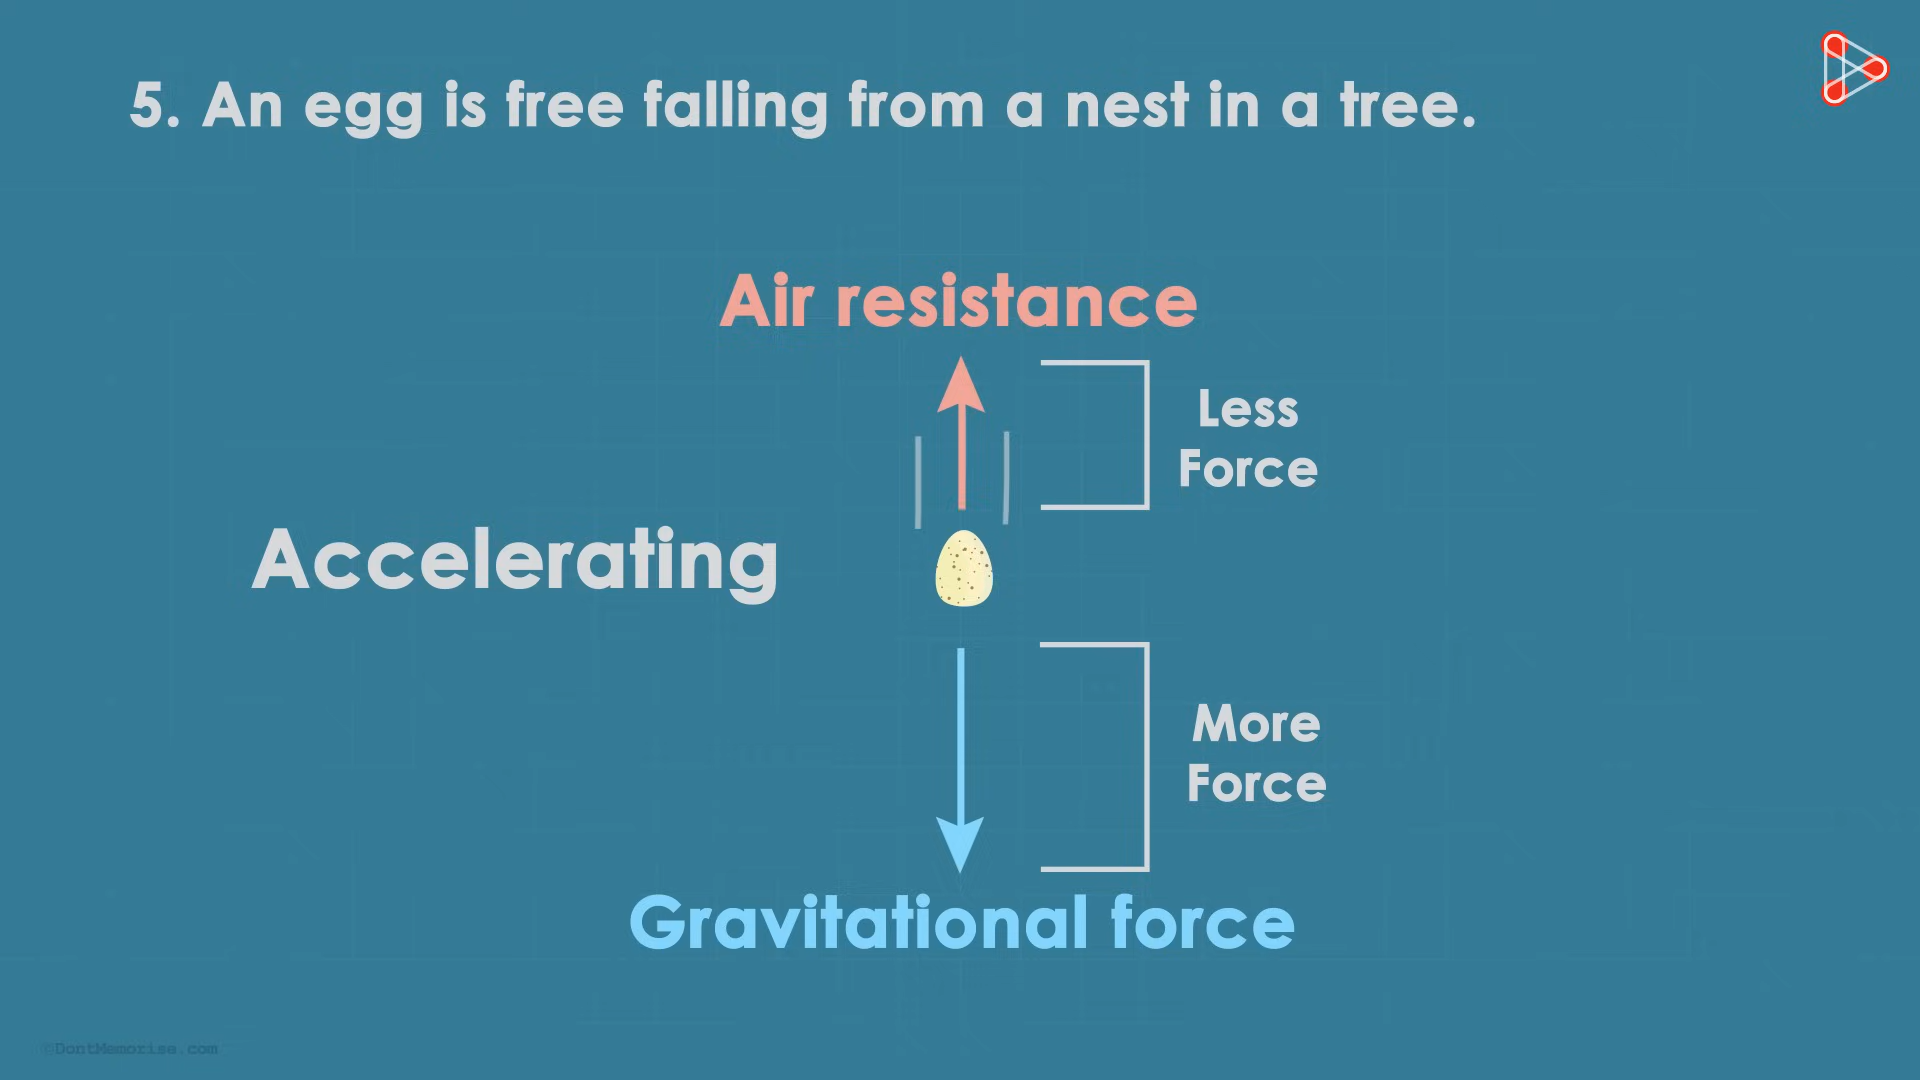 5. An egg is free falling from a nest in a tree.
Air resistance
Less
Force
Accelerating
More
Force
Gravitational force
©DontMemorise.com